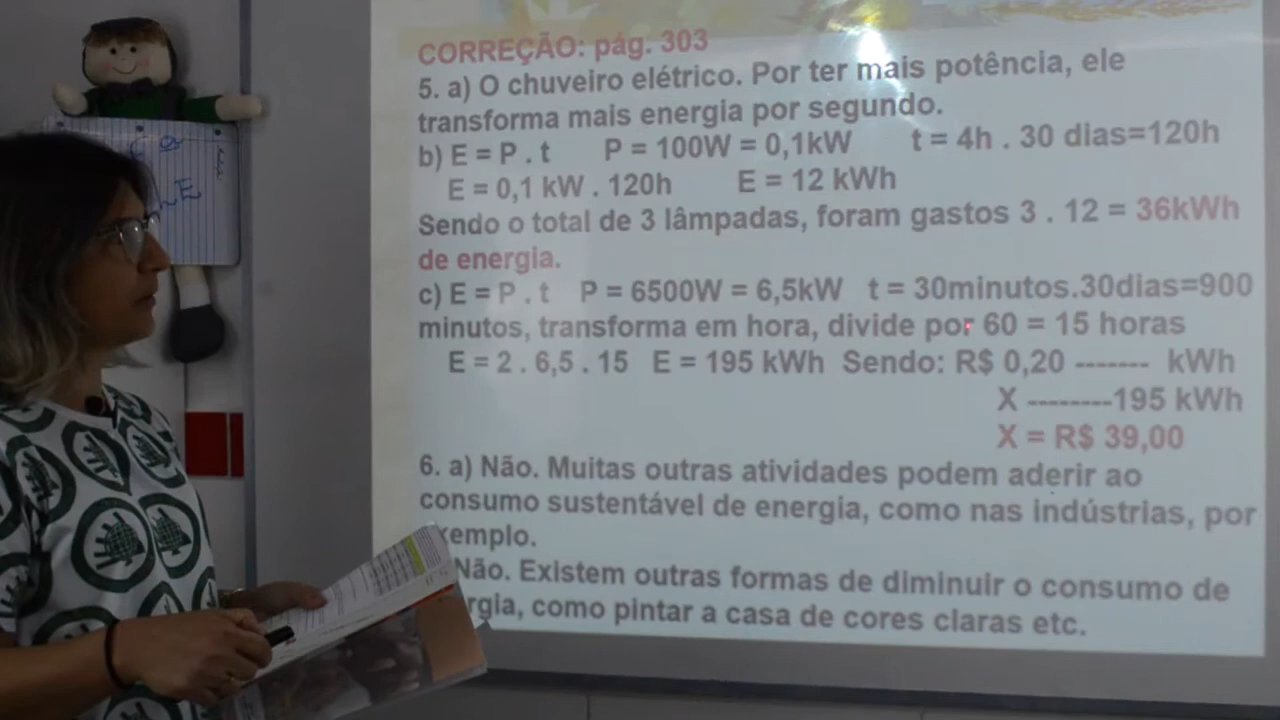 CORREÇÃO: pág. 303
5. a) O chuveiro elétrico. Por ter mais potência, ele
transforma mais energia por segundo.
b) E = P . t P = 100W = 0,1kW t = 4h . 30 dias=120h
E = 0,1 kW . 120h E = 12 kWh
Sendo o total de 3 lâmpadas, foram gastos 3 . 12 = 36kWh
de energia.
c) E = P . t P = 6500W = 6,5kW t = 30minutos.30dias=900
minutos, transforma em hora, divide por 60 = 15 horas
E = 2 . 6,5 . 15 E = 195 kWh Sendo: R$ 0,20 ------- kWh
X --------195 kWh
X = R$ 39,00
6. a) Não. Muitas outras atividades podem aderir ao
consumo sustentável de energia, como nas indústrias, por
emplo.
Não. Existem outras formas de diminuir o consumo de
rgia, como pintar a casa de cores claras etc.